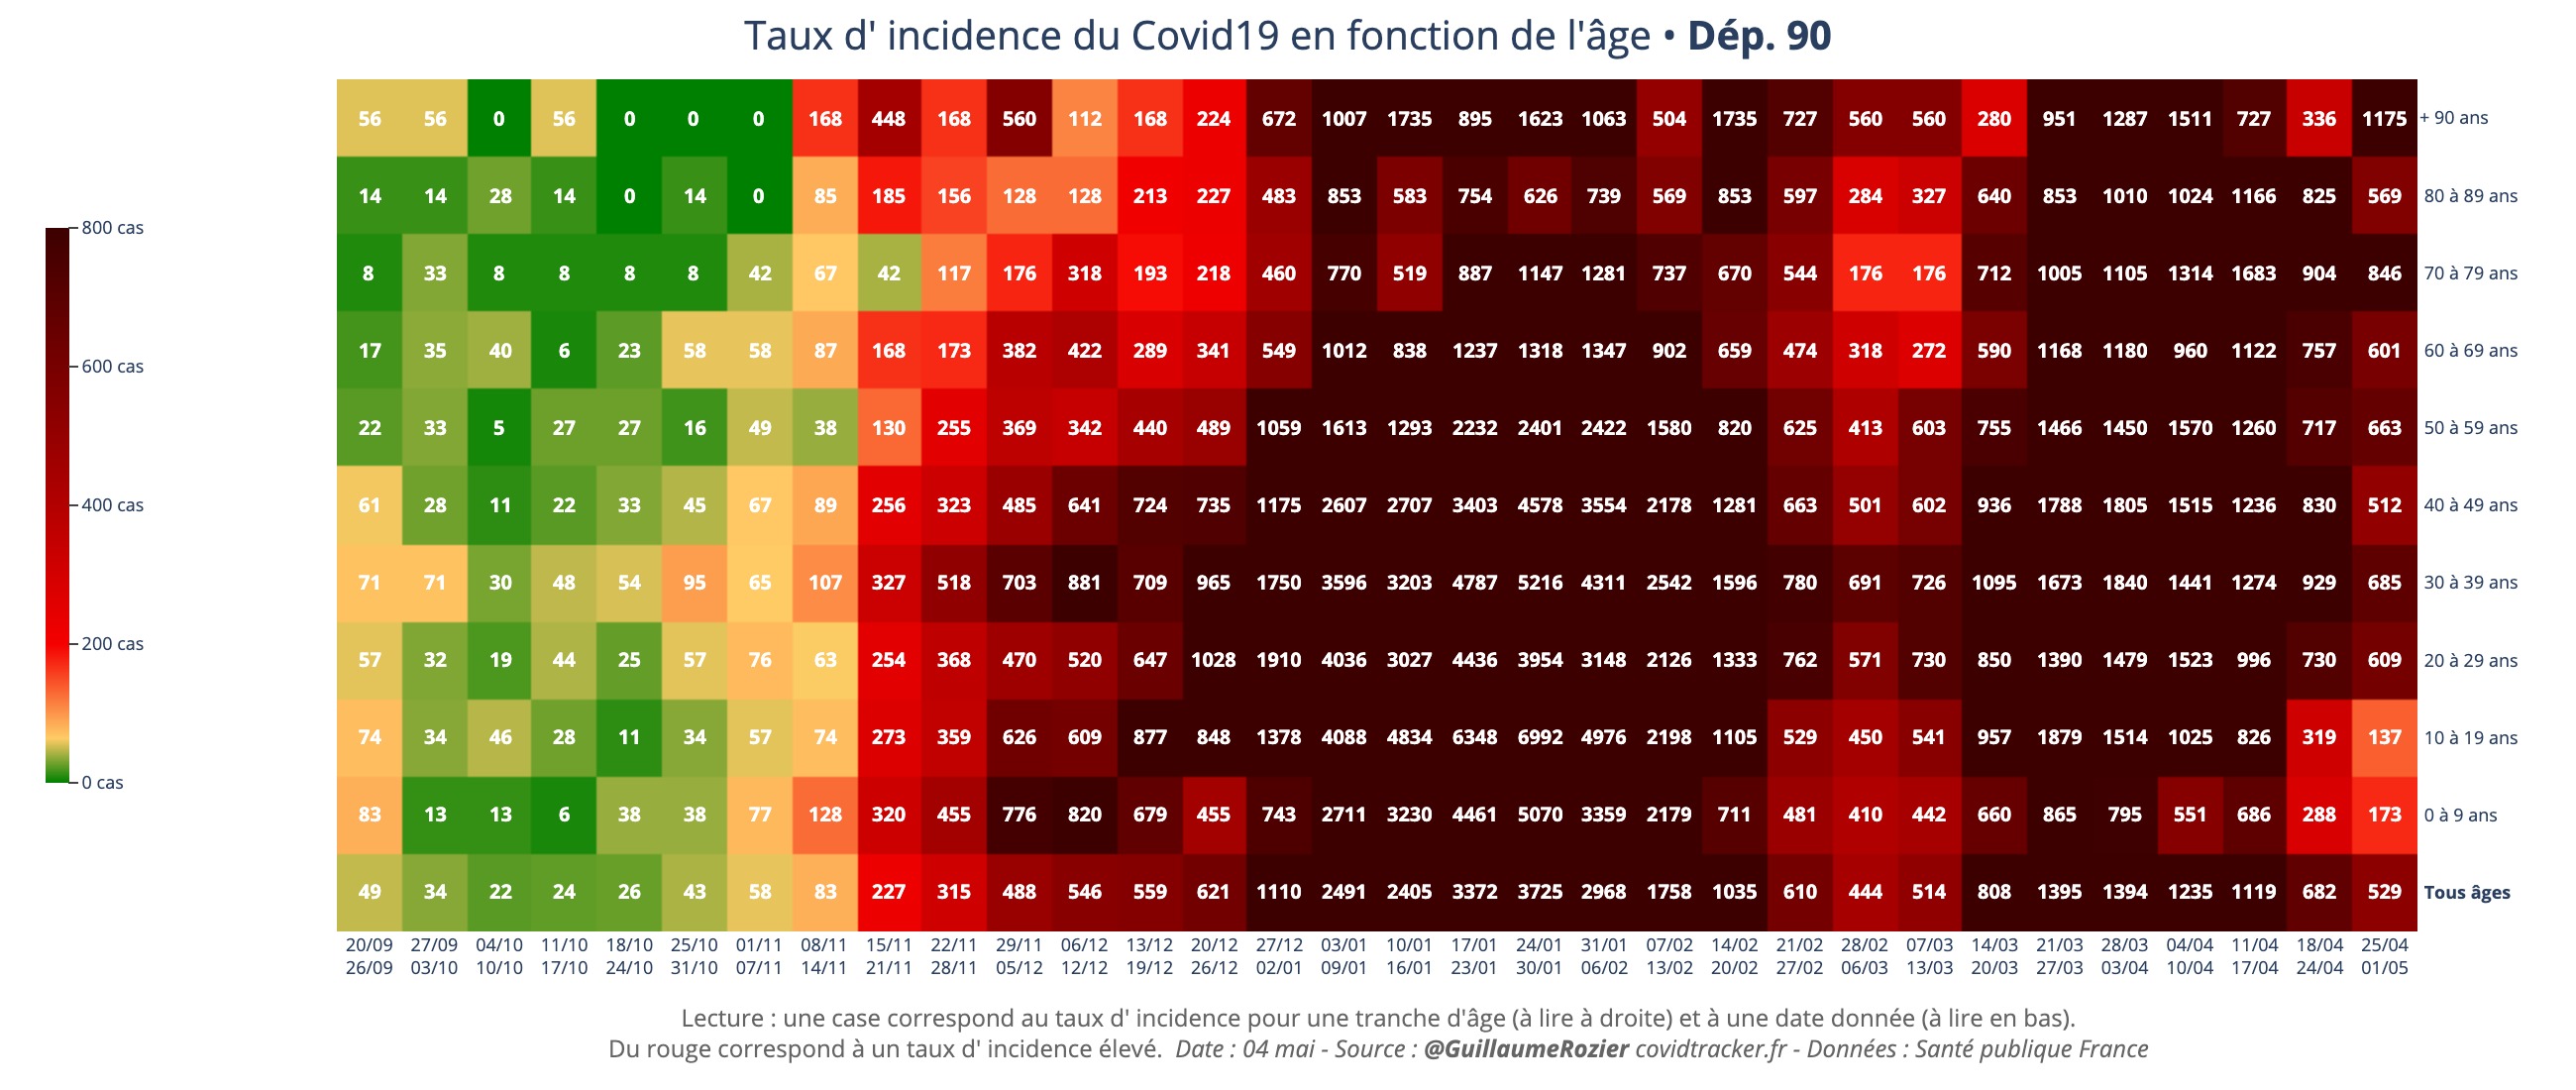 Taux d' incidence du Covid19 en fonction de l'âge • Dép. 90
800 cas
600 cas
400 cas
200 cas
0 cas
56 56 0 56 0 0 0 168 448 168 560 112 168 224 672 1007 1735 895 1623 1063 504 1735 727 560 560 280 951 1287 1511 727 336 1175 + 90 ans
14 14 28 14 0 14 0 85 185 156 128 128 213 227 483 853 583 754 626 739 569 853 597 284 327 640 853 1010 1024 1166 825 569 80 à 89 ans
8 33 8 8 8 8 42 67 42 117 176 318 193 218 460 770 519 887 1147 1281 737 670 544 176 176 712 1005 1105 1314 1683 904 846 70 à 79 ans
17 35 40 6 23 58 58 87 168 173 382 422 289 341 549 1012 838 1237 1318 1347 902 659 474 318 272 590 1168 1180 960 1122 757 601 60 à 69 ans
22 33 5 27 27 16 49 38 130 255 369 342 440 489 1059 1613 1293 2232 2401 2422 1580 820 625 413 603 755 1466 1450 1570 1260 717 663 50 à 59 ans
61 28 11 22 33 45 67 89 256 323 485 641 724 735 1175 2607 2707 3403 4578 3554 2178 1281 663 501 602 936 1788 1805 1515 1236 830 512 40 à 49 ans
71 71 30 48 54 95 65 107 327 518 703 881 709 965 1750 3596 3203 4787 5216 4311 2542 1596 780 691 726 1095 1673 1840 1441 1274 929 685 30 à 39 ans
57 32 19 44 25 57 76 63 254 368 470 520 647 1028 1910 4036 3027 4436 3954 3148 2126 1333 762 571 730 850 1390 1479 1523 996 730 609 20 à 29 ans
74 34 46 28 11 34 57 74 273 359 626 609 877 848 1378 4088 4834 6348 6992 4976 2198 1105 529 450 541 957 1879 1514 1025 826 319 137 10 à 19 ans
83 13 13 6 38 38 77 128 320 455 776 820 679 455 743 2711 3230 4461 5070 3359 2179 711 481 410 442 660 865 795 551 686 288 173 0 à 9 ans
49 34 22 24 26 43 58 83 227 315 488 546 559 621 1110 2491 2405 3372 3725 2968 1758 1035 610 444 514 808 1395 1394 1235 1119 682 529 Tous âges
20/09 27/09 04/10 11/10 18/10 25/10 01/11 08/11 15/11 22/11 29/11 06/12 13/12 20/12 27/12 03/01 10/01 17/01 24/01 31/01 07/02 14/02 21/02 28/02 07/03 14/03 21/03 28/03 04/04 11/04 18/04 25/04
26/09 03/10 10/10 17/10 24/10 31/10 07/11 14/11 21/11 28/11 05/12 12/12 19/12 26/12 02/01 09/01 16/01 23/01 30/01 06/02 13/02 20/02 27/02 06/03 13/03 20/03 27/03 03/04 10/04 17/04 24/04 01/05
Lecture : une case correspond au taux d' incidence pour une tranche d'âge (à lire à droite) et à une date donnée (à lire en bas).
Du rouge correspond à un taux d' incidence élevé. Date : 04 mai - Source : @GuillaumeRozier covidtracker.fr - Données : Santé publique France